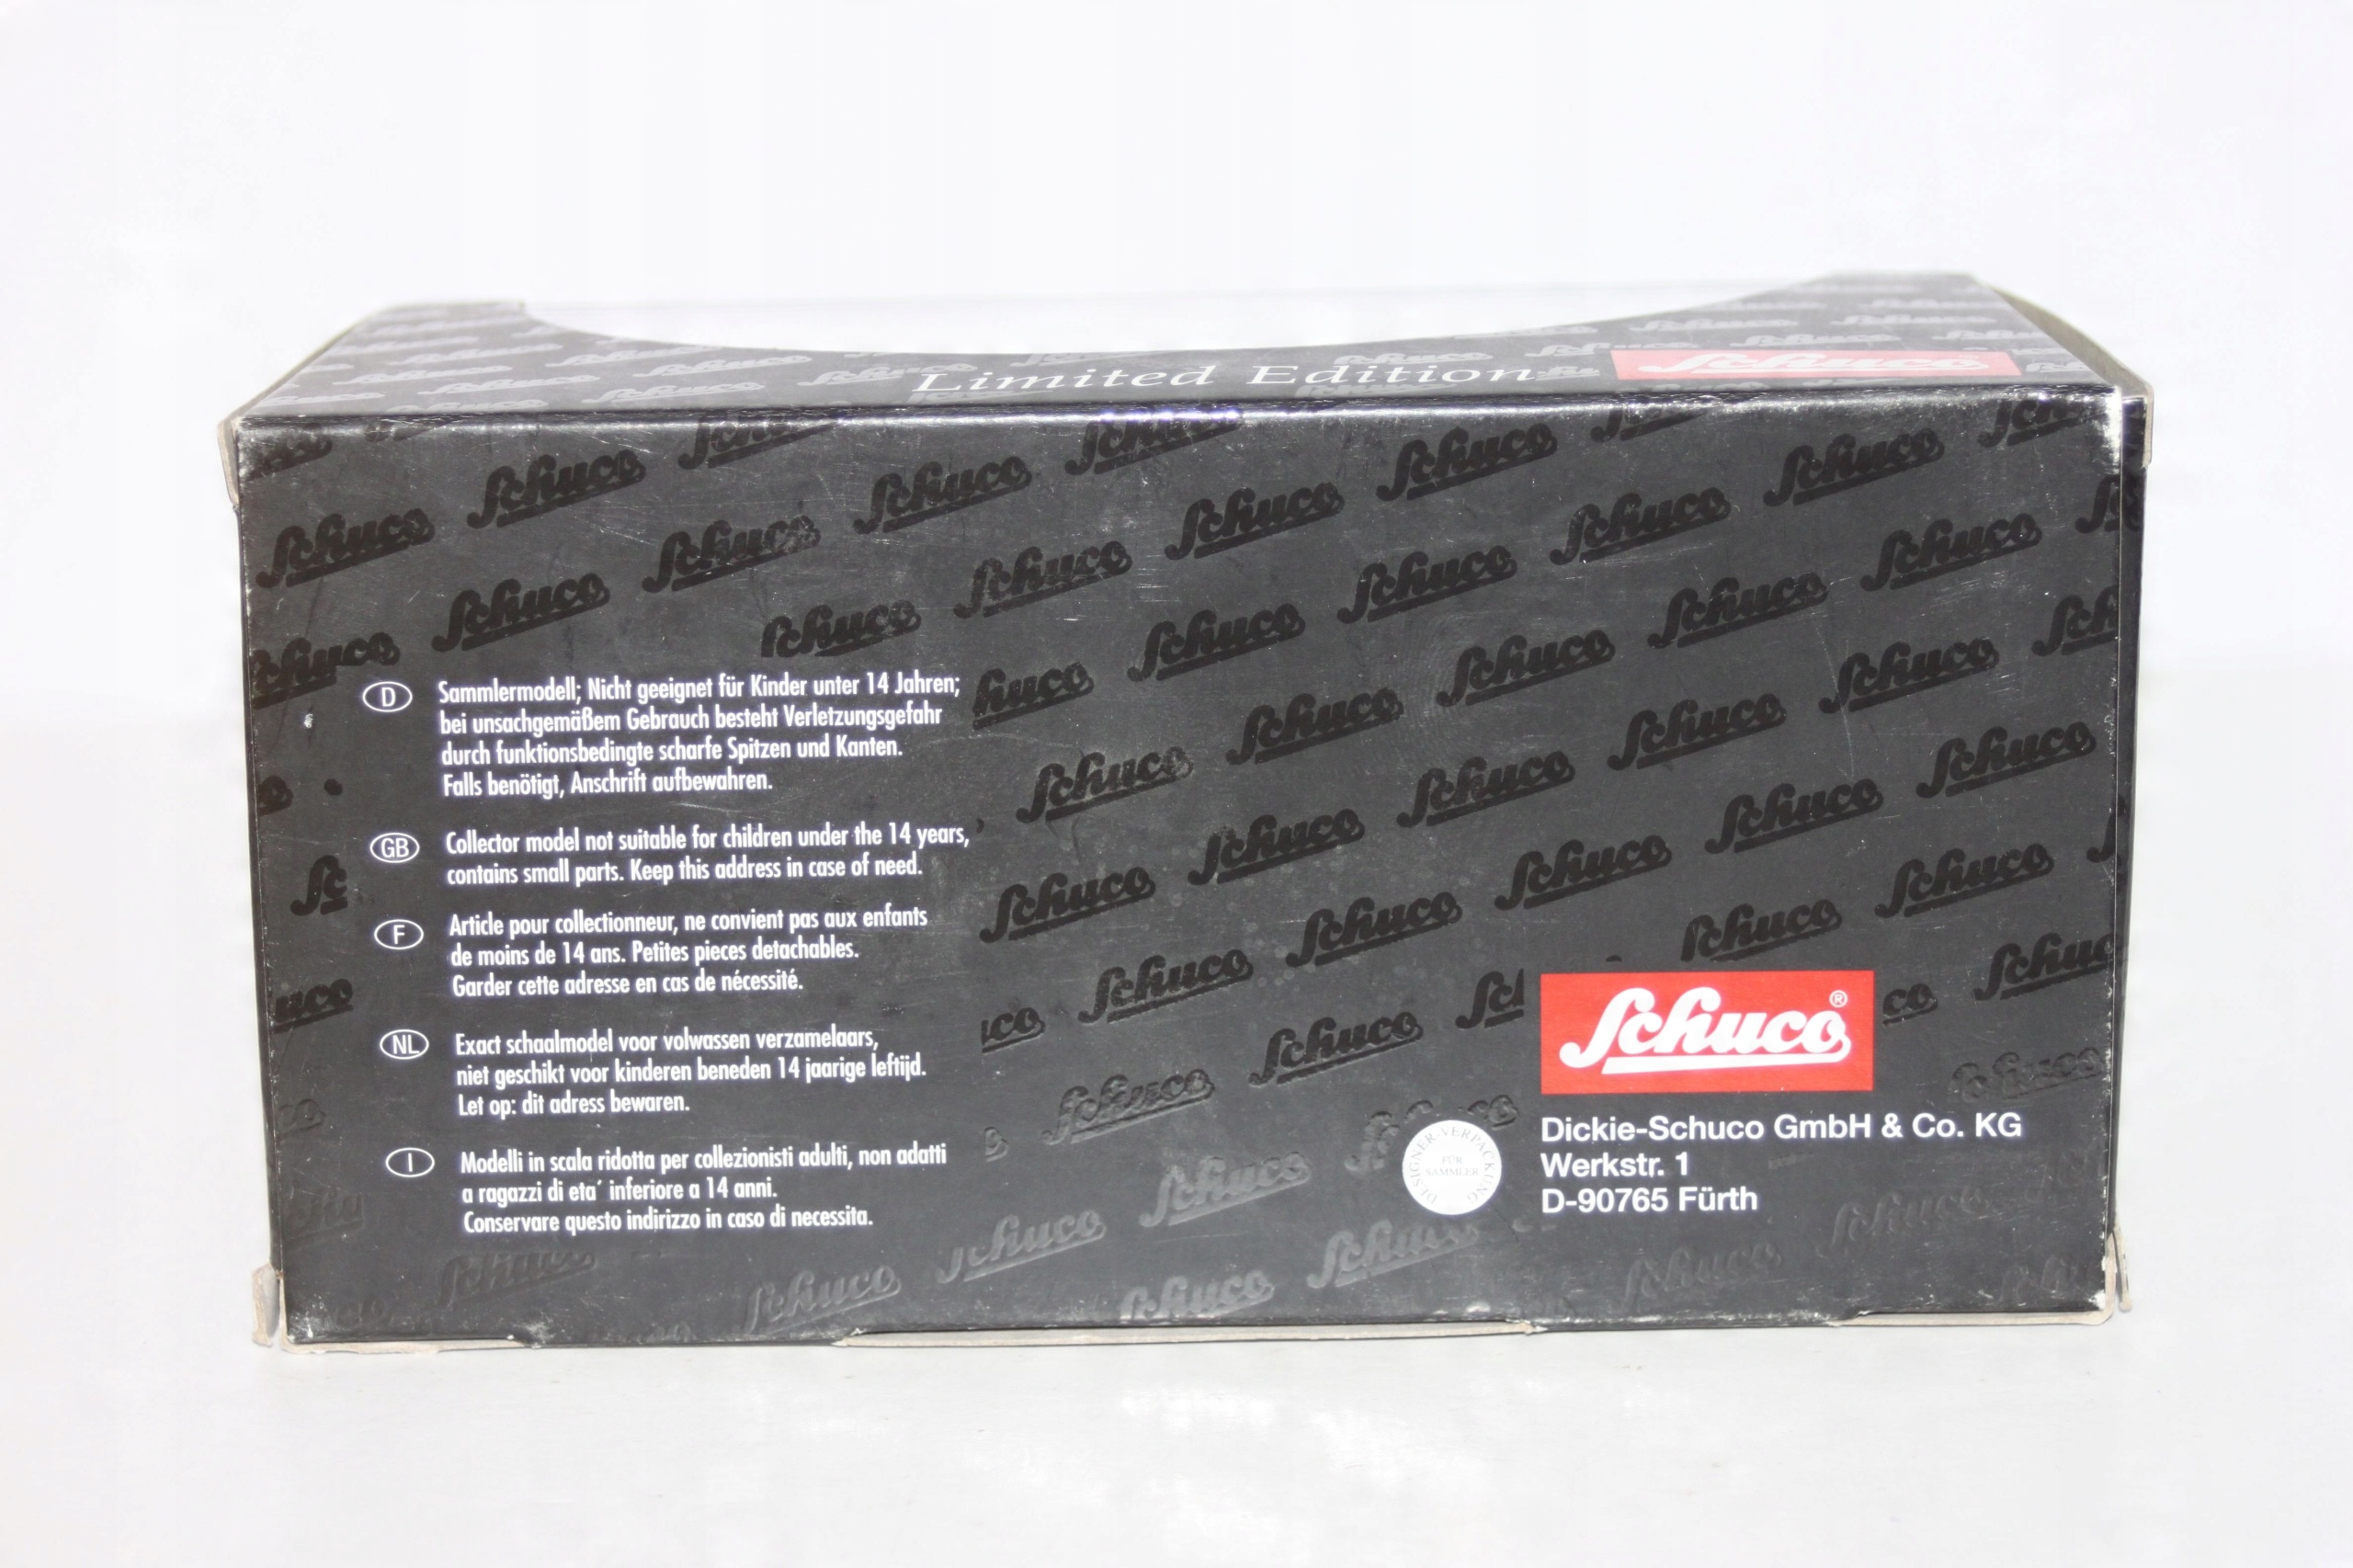 Limited Edition
Schuco
D
Sammlermodell; Nicht geeignet für Kinder unter 14 Jahren;
bei unsachgemäßem Gebrauch besteht Verletzungsgefahr
durch funktionsbedingte scharfe Spitzen und Kanten.
Falls benötigt, Anschrift aufbewahren.
GB
Collector model not suitable for children under the 14 years,
contains small parts. Keep this address in case of need.
F
Article pour collectionneur, ne convient pas aux enfants
de moins de 14 ans. Petites pieces detachables.
Garder cette adresse en cas de nécessité.
NL
Exact schaalmodel voor volwassen verzamelaars,
niet geschikt voor kinderen beneden 14 jaarige leftijd.
Let op: dit adress bewaren.
I
Modelli in scala ridotta per collezionisti adulti, non adatti
a ragazzi di eta´ inferiore a 14 anni.
Conservare questo indirizzo in caso di necessita.
Schuco®
DESIGNER VERPACKUNG
FÜR
SAMMLER
Dickie-Schuco GmbH & Co. KG
Werkstr. 1
D-90765 Fürth